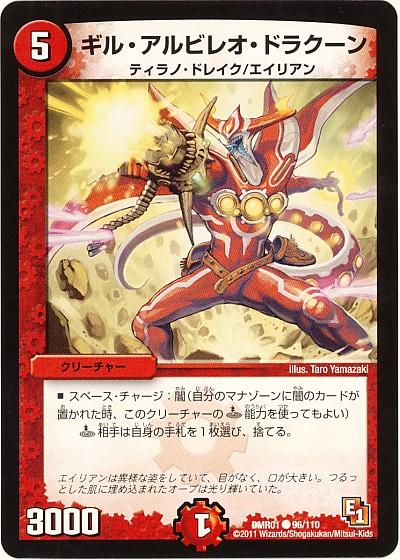 5
ギル・アルビレオ・ドラクーン
ティラノ・ドレイク/エイリアン
クリーチャー
illus. Taro Yamazaki
■ スペース・チャージ:闇(自分のマナゾーンに闇のカードが
置かれた時、このクリーチャーの 能力を使ってもよい)
相手は自身の手札を1枚選び、捨てる。
エイリアンは異様な姿をしていて、目がなく、口が大きい。つるっ
とした肌に埋め込まれたオーブは光り輝いていた。
3000
1
DMR01 ● 96/110
E1
©2011 Wizards/Shogakukan/Mitsui-Kids